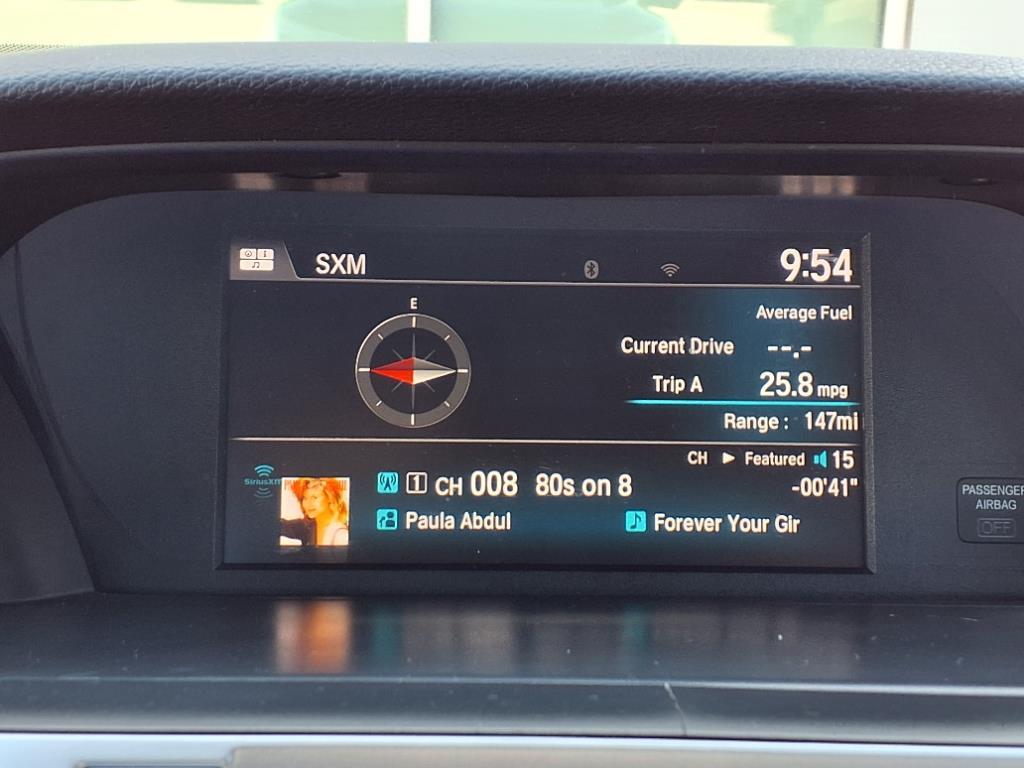 SXM 9:54
E
Average Fuel
Current Drive --.-
Trip A 25.8 mpg
Range : 147mi
CH ► Featured 15
SiriusXM
1 CH 008 80s on 8 -00'41"
Paula Abdul Forever Your Gir
PASSENGER
AIRBAG
OFF